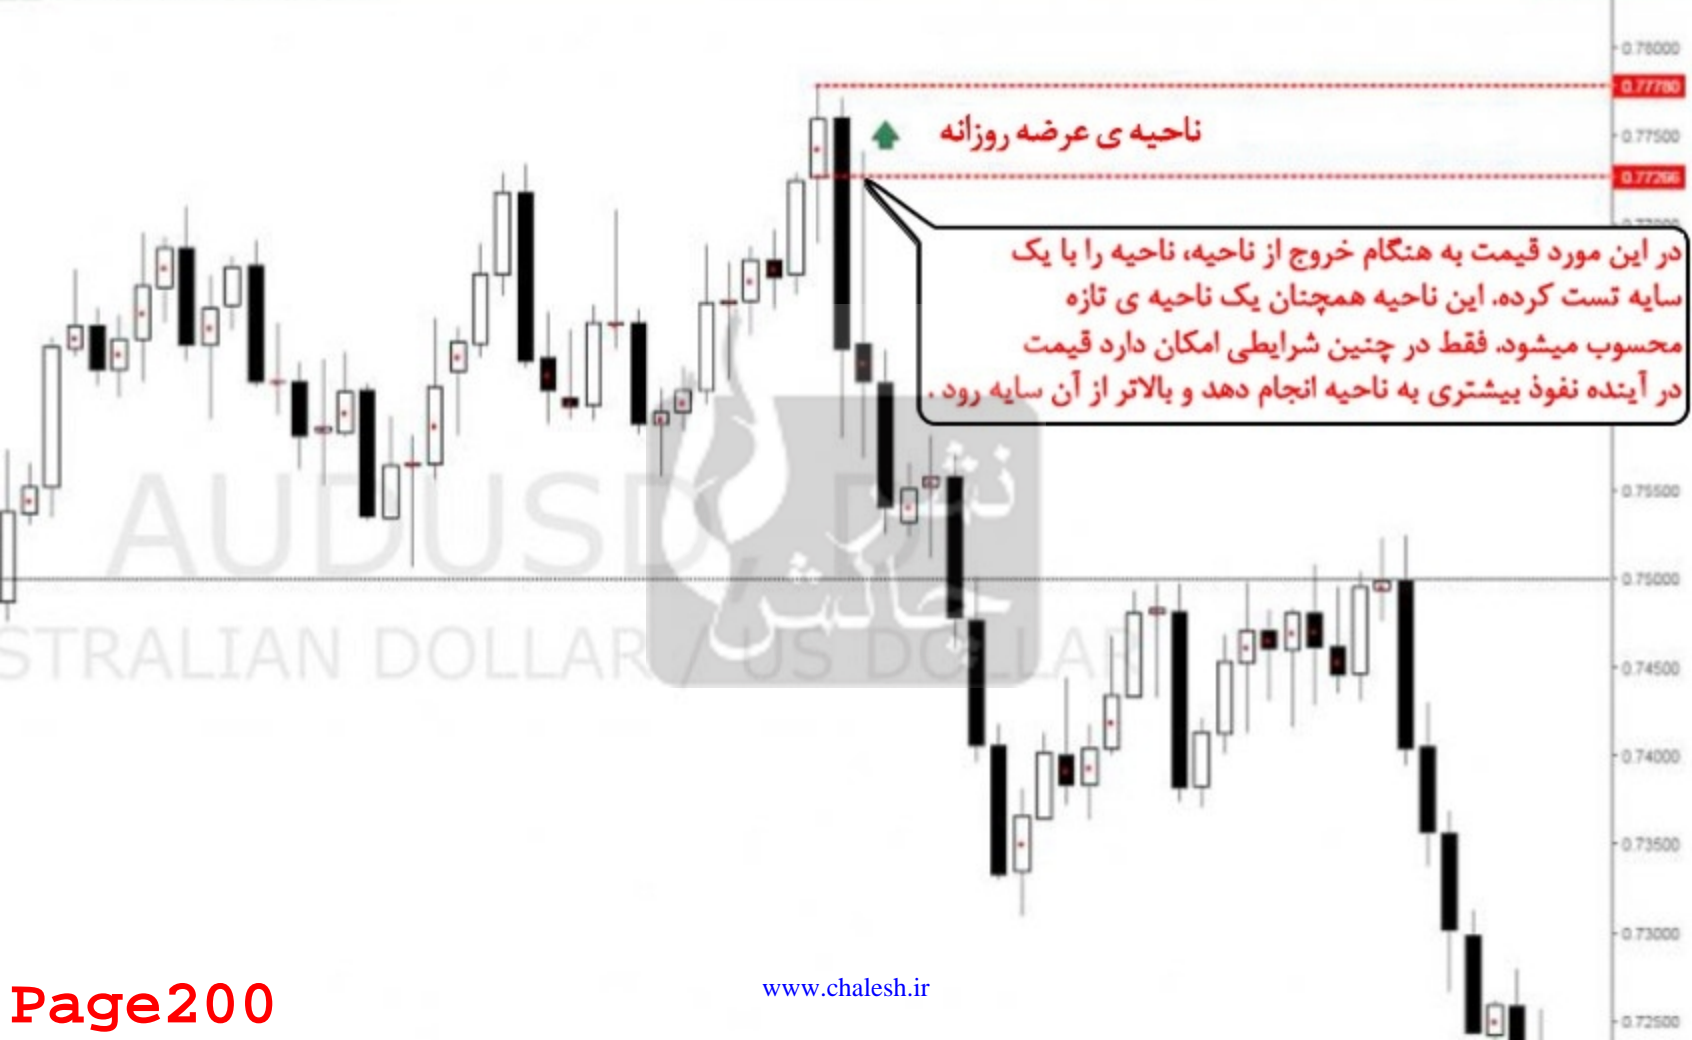 0.78000
0.77780
ناحیه ی عرضه روزانه
0.77500
0.77266
در این مورد قیمت به هنگام خروج از ناحیه، ناحیه را با یک
سایه تست کرده. این ناحیه همچنان یک ناحیه ی تازه
محسوب میشود. فقط در چنین شرایطی امکان دارد قیمت
در آینده نفوذ بیشتری به ناحیه انجام دهد و بالاتر از آن سایه رود .
نشر
چالش
AUDUSD, D
0.75500
0.75000
STRALIAN DOLLAR / US DOLLAR
0.74500
0.74000
0.73500
0.73000
www.chalesh.ir
Page200
0.72500